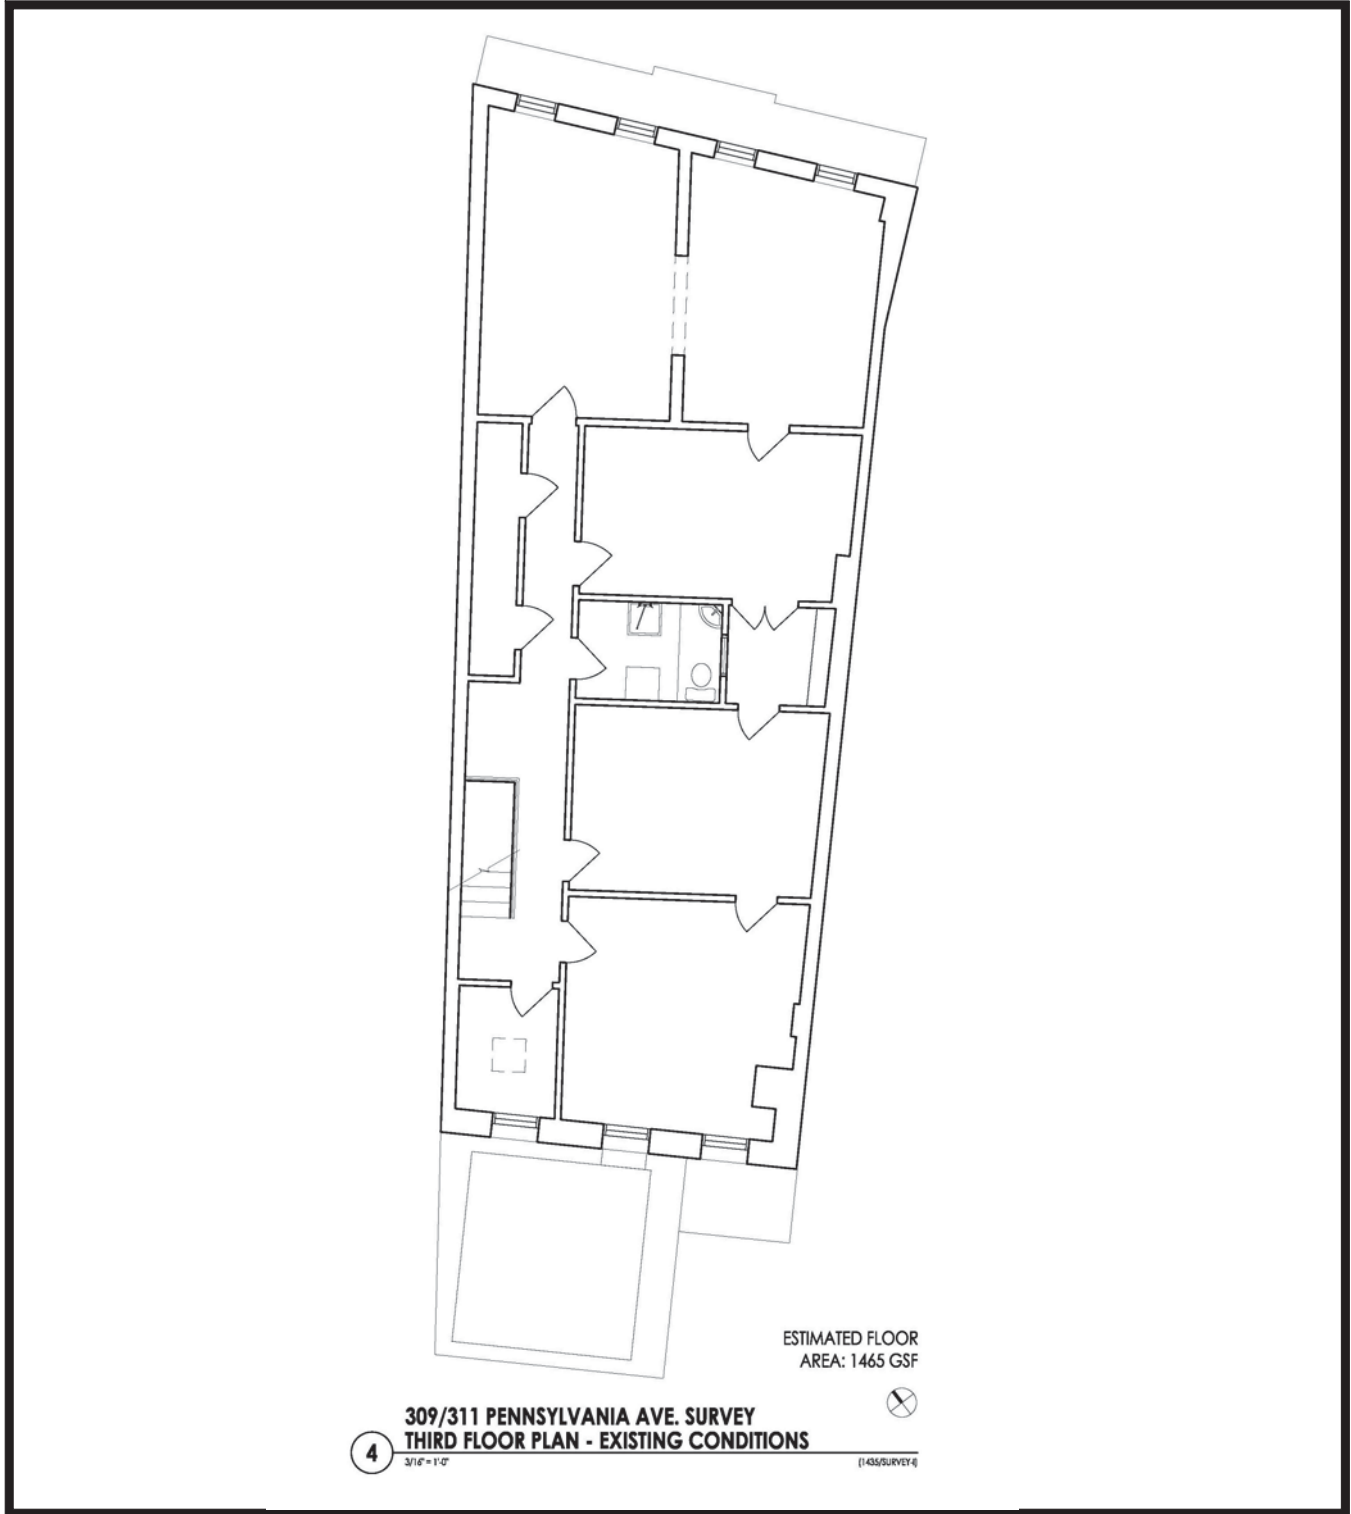 ESTIMATED FLOOR
AREA: 1465 GSF
309/311 PENNSYLVANIA AVE. SURVEY
4 THIRD FLOOR PLAN - EXISTING CONDITIONS
3/16" = 1'-0"
(1435/SURVEY-I)